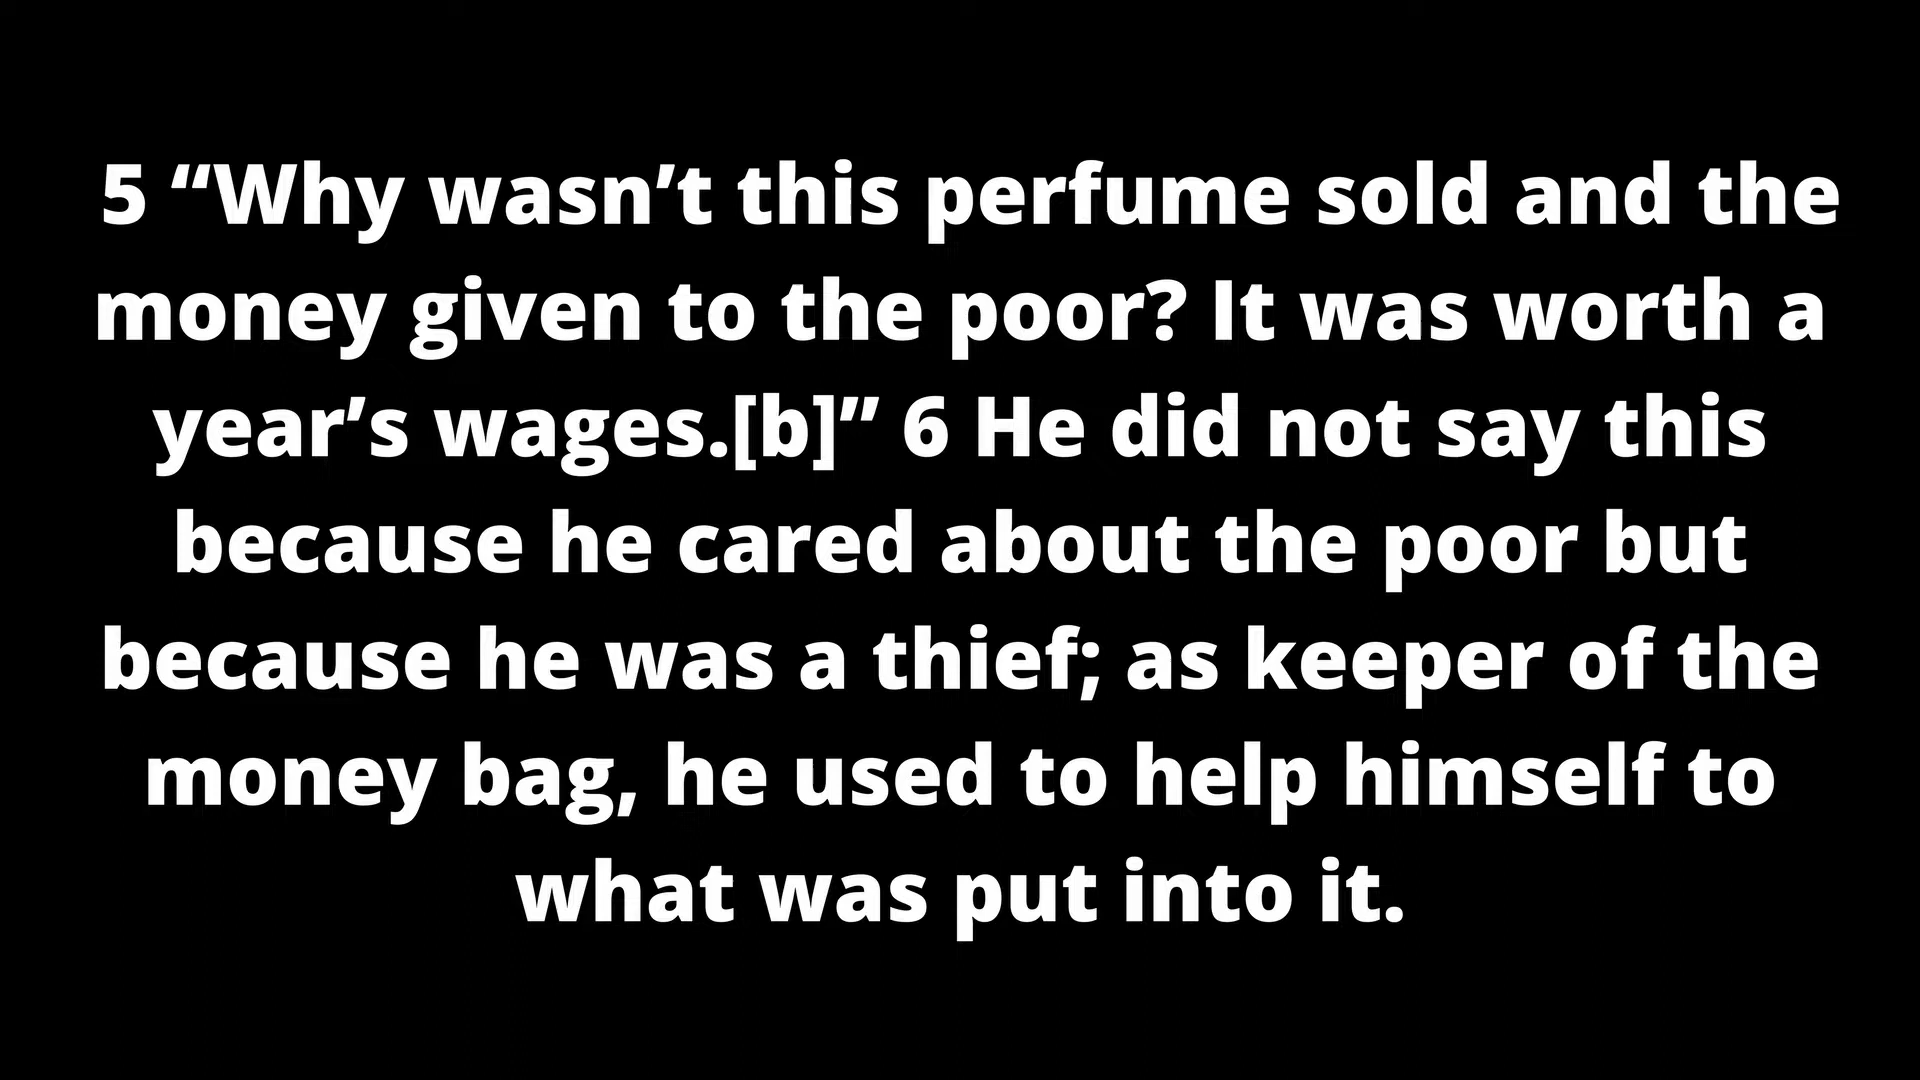 5 “Why wasn’t this perfume sold and the
money given to the poor? It was worth a
year’s wages.[b]” 6 He did not say this
because he cared about the poor but
because he was a thief; as keeper of the
money bag, he used to help himself to
what was put into it.